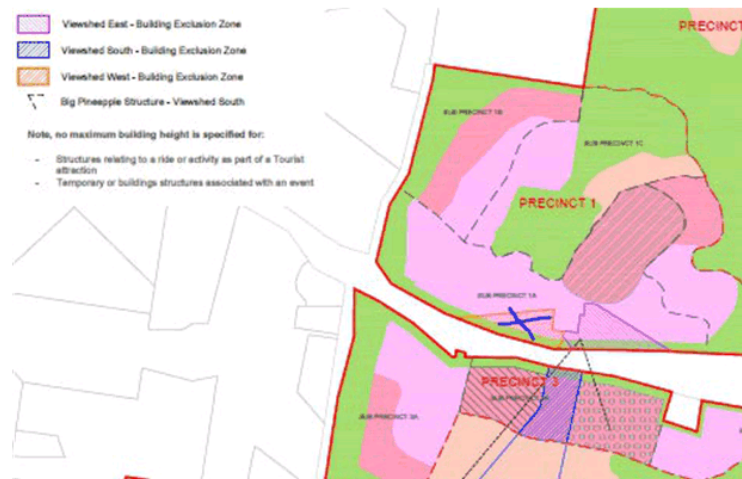 Viewshed East - Building Exclusion Zone
Viewshed South - Building Exclusion Zone
Viewshed West - Building Exclusion Zone
Big Pineapple Structure - Viewshed South
Note, no maximum building height is specified for:
- Structures relating to a ride or activity as part of a Tourist
attraction
- Temporary or buildings structures associated with an event
PRECINCT
SUB PRECINCT 1B
SUB PRECINCT 1C
PRECINCT 1
SUB PRECINCT 1A
PRECINCT 3
SUB PRECINCT 3A